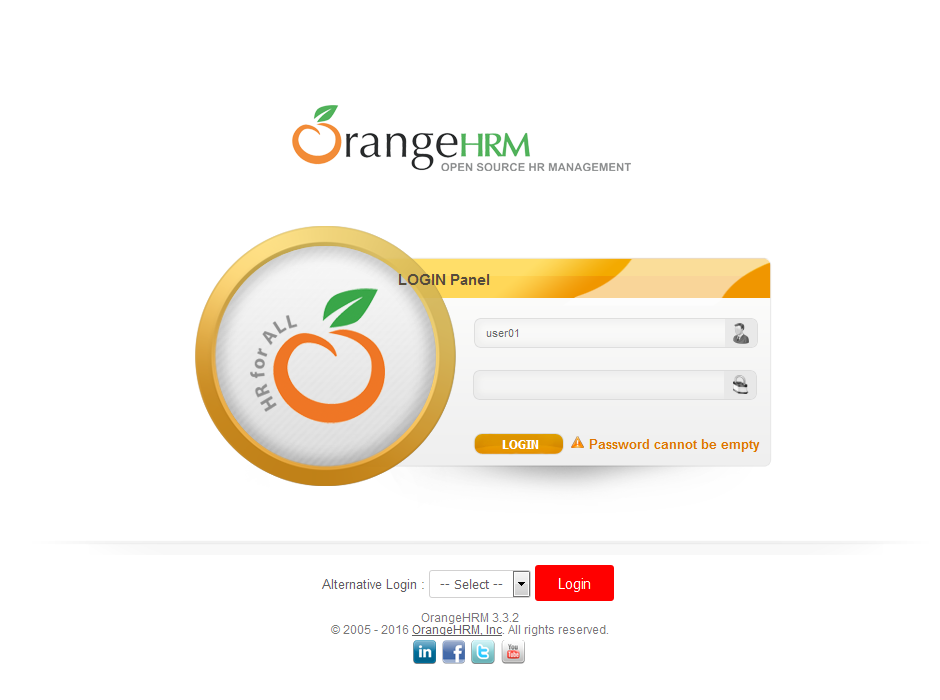 OrangeHRM
OPEN SOURCE HR MANAGEMENT
LOGIN Panel
HR for ALL
user01
LOGIN
Password cannot be empty
Alternative Login :
-- Select --
Login
OrangeHRM 3.3.2
© 2005 - 2016 OrangeHRM, Inc. All rights reserved.
in f t You Tube